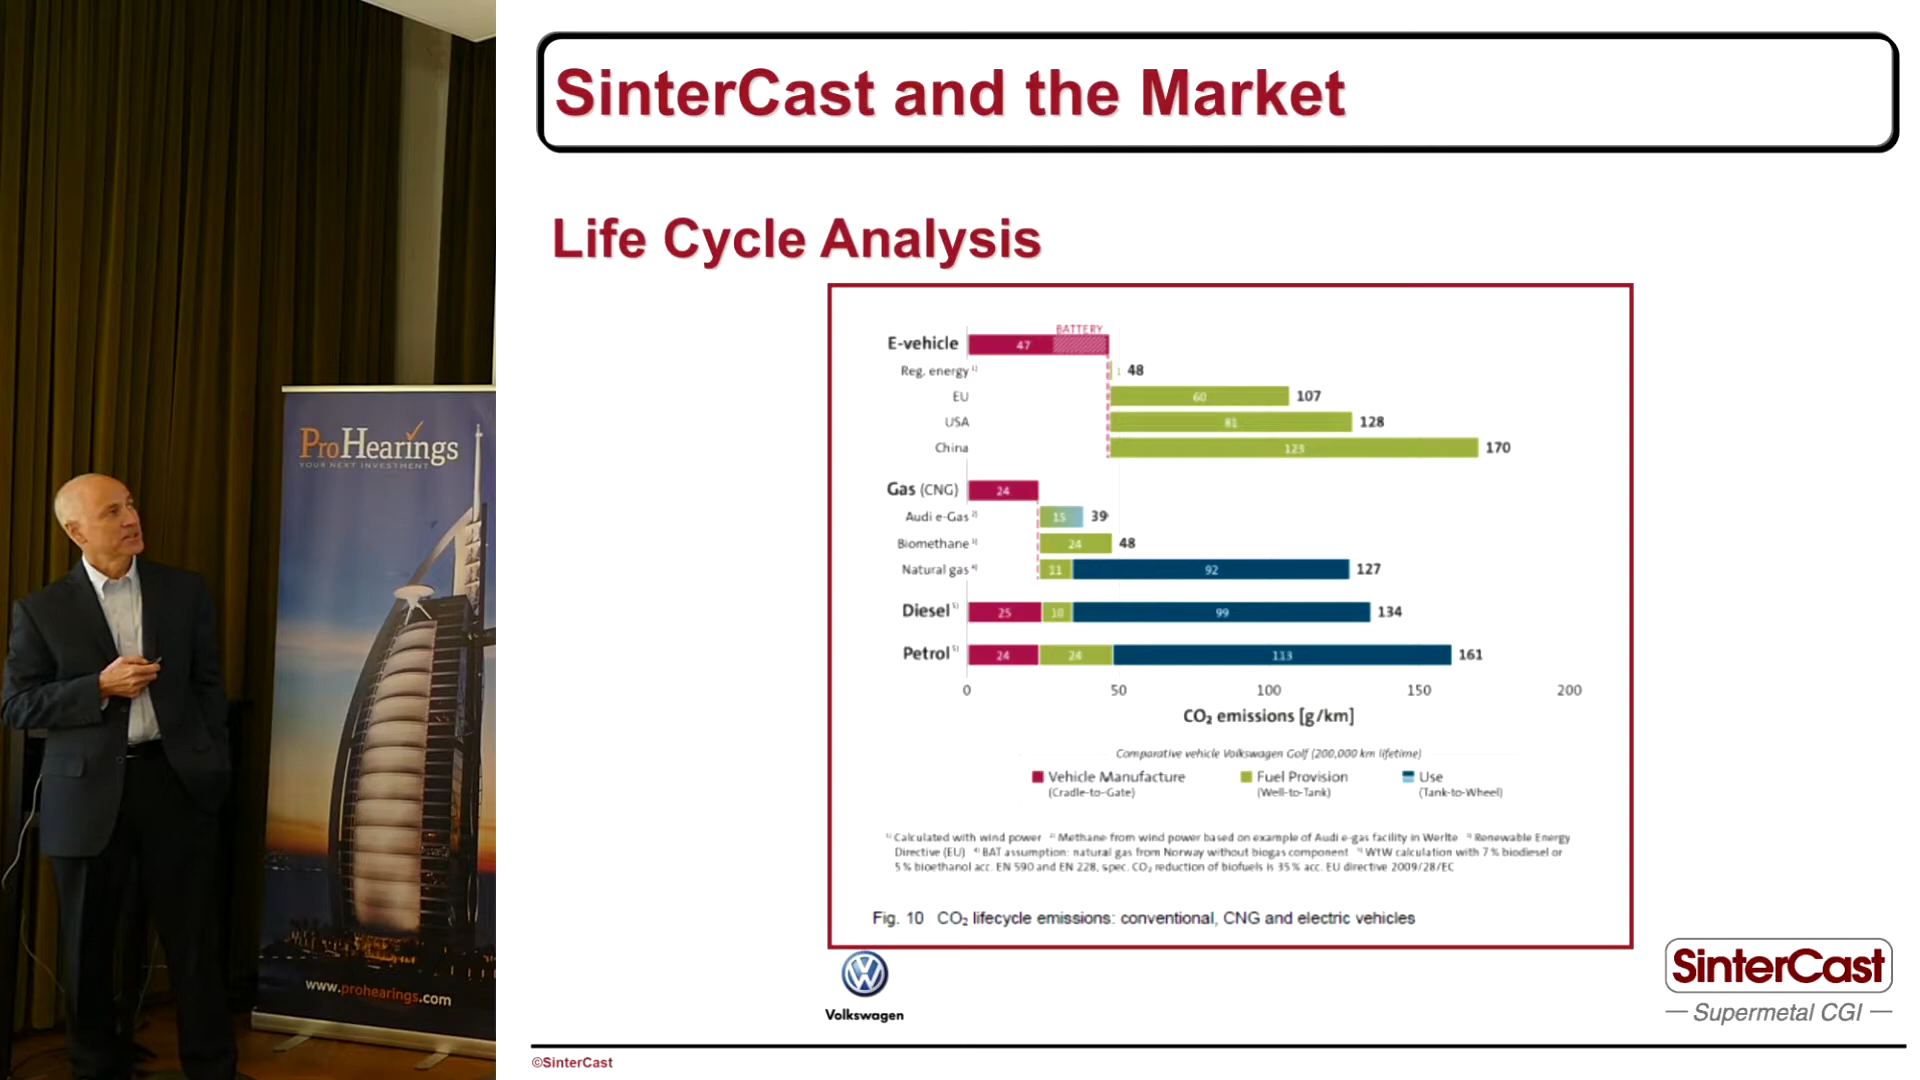 SinterCast and the Market
Life Cycle Analysis
BATTERY
E-vehicle 47
Reg. energy 1) 1 48
EU 60 107
USA 81 128
China 123 170
Gas (CNG) 24
Audi e-Gas 2) 15 39
Biomethane 3) 24 48
Natural gas 4) 11 92 127
Diesel 5) 25 10 99 134
Petrol 5) 24 24 113 161
0 50 100 150 200
CO₂ emissions [g/km]
Comparative vehicle Volkswagen Golf (200,000 km lifetime)
Vehicle Manufacture Fuel Provision Use
(Cradle-to-Gate) (Well-to-Tank) (Tank-to-Wheel)
1) Calculated with wind power 2) Methane from wind power based on example of Audi e-gas facility in Werlte 3) Renewable Energy
Directive (EU) 4) BAT assumption: natural gas from Norway without biogas component 5) WtW calculation with 7 % biodiesel or
5 % bioethanol acc. EN 590 and EN 228, spec. CO₂ reduction of biofuels is 35 % acc. EU directive 2009/28/EC
Fig. 10 CO₂ lifecycle emissions: conventional, CNG and electric vehicles
Volkswagen
SinterCast
— Supermetal CGI —
©SinterCast
ProHearings
YOUR NEXT INVESTMENT
www.prohearings.com